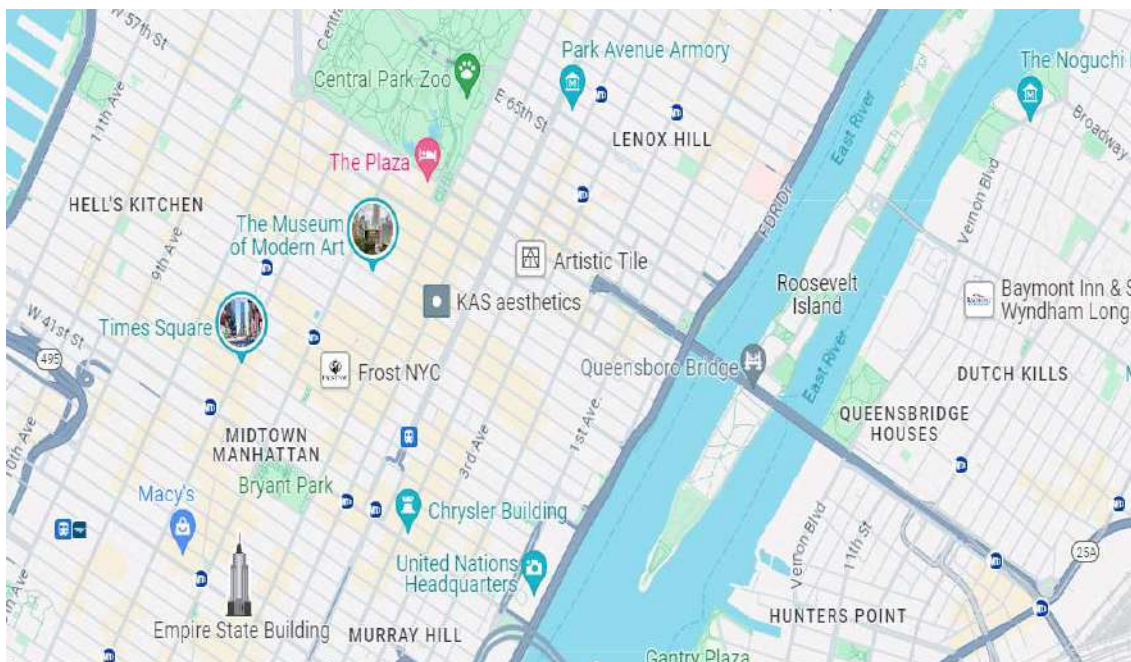 W 57th St
Central
Park Avenue Armory
The Noguchi
11th Ave
Central Park Zoo
E 65th St
Broadway
LENOX HILL
East River
The Plaza
HELL'S KITCHEN
Vernon Blvd
The Museum
of Modern Art
FDR Dr
9th Ave
Artistic Tile
Roosevelt
Island
Baymont Inn & S
Wyndham Long
W 41st St
Times Square
KAS aesthetics
495
Frost NYC
Queensboro Bridge
East River
DUTCH KILLS
QUEENSBRIDGE
HOUSES
10th Ave
MIDTOWN
MANHATTAN
3rd Ave
1st Ave.
Bryant Park
Macy's
Chrysler Building
Vernon Blvd
11th St
25A
United Nations
Headquarters
HUNTERS POINT
Empire State Building
MURRAY HILL
Gantry Plaza